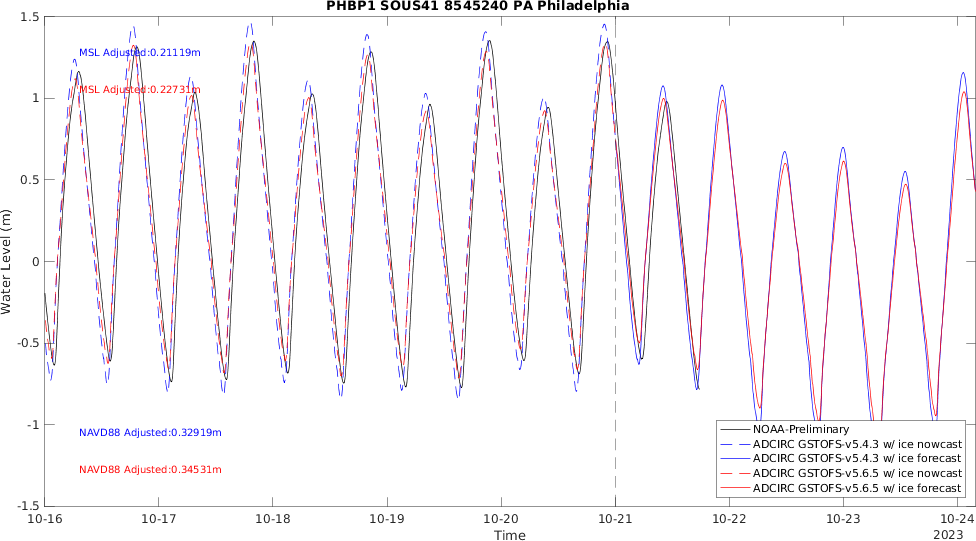 PHBP1 SOUS41 8545240 PA Philadelphia
1.5
1
0.5
0
-0.5
-1
-1.5
Water Level (m)
MSL Adjusted:0.21119m
MSL Adjusted:0.22731m
NAVD88 Adjusted:0.32919m
NAVD88 Adjusted:0.34531m
NOAA-Preliminary
ADCIRC GSTOFS-v5.4.3 w/ ice nowcast
ADCIRC GSTOFS-v5.4.3 w/ ice forecast
ADCIRC GSTOFS-v5.6.5 w/ ice nowcast
ADCIRC GSTOFS-v5.6.5 w/ ice forecast
10-16 10-17 10-18 10-19 10-20 10-21 10-22 10-23 10-24
Time
2023